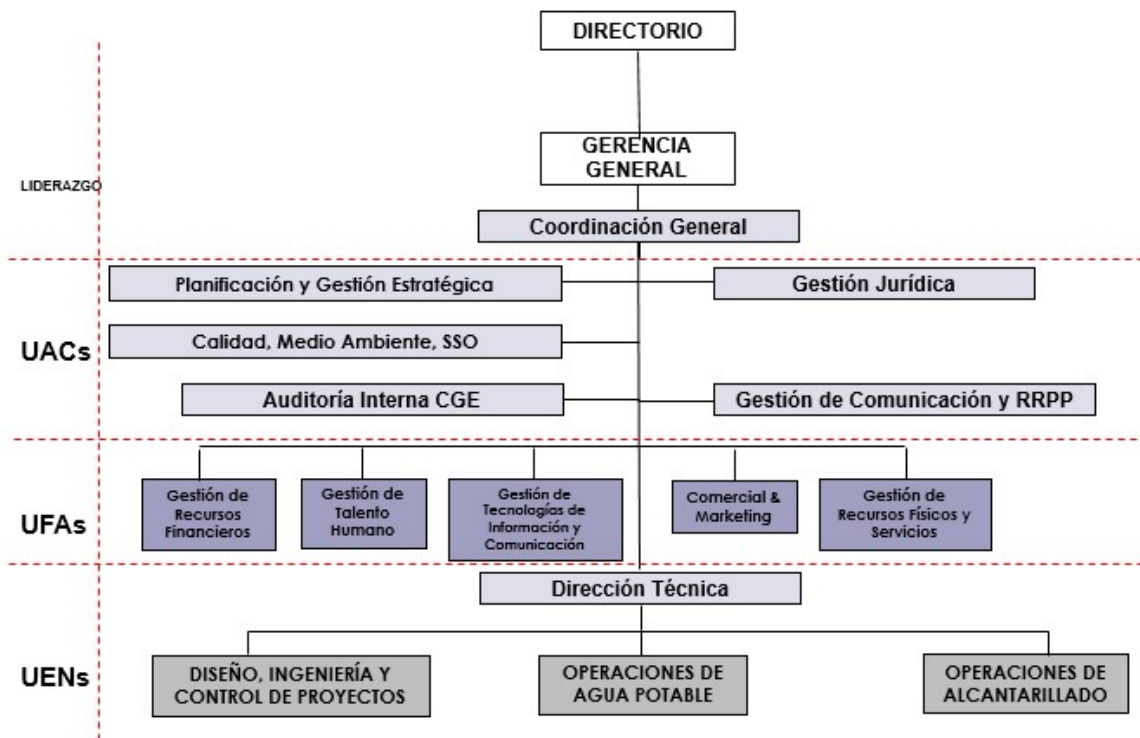 DIRECTORIO
GERENCIA
GENERAL
LIDERAZGO
Coordinación General
Planificación y Gestión Estratégica
Gestión Jurídica
UACs
Calidad, Medio Ambiente, SSO
Auditoría Interna CGE
Gestión de Comunicación y RRPP
UFAs
Gestión de
Recursos
Financieros
Gestión de
Talento
Humano
Gestión de
Tecnologías de
Información y
Comunicación
Comercial &
Marketing
Gestión de
Recursos Físicos y
Servicios
Dirección Técnica
UENs
DISEÑO, INGENIERÍA Y
CONTROL DE PROYECTOS
OPERACIONES DE
AGUA POTABLE
OPERACIONES DE
ALCANTARILLADO